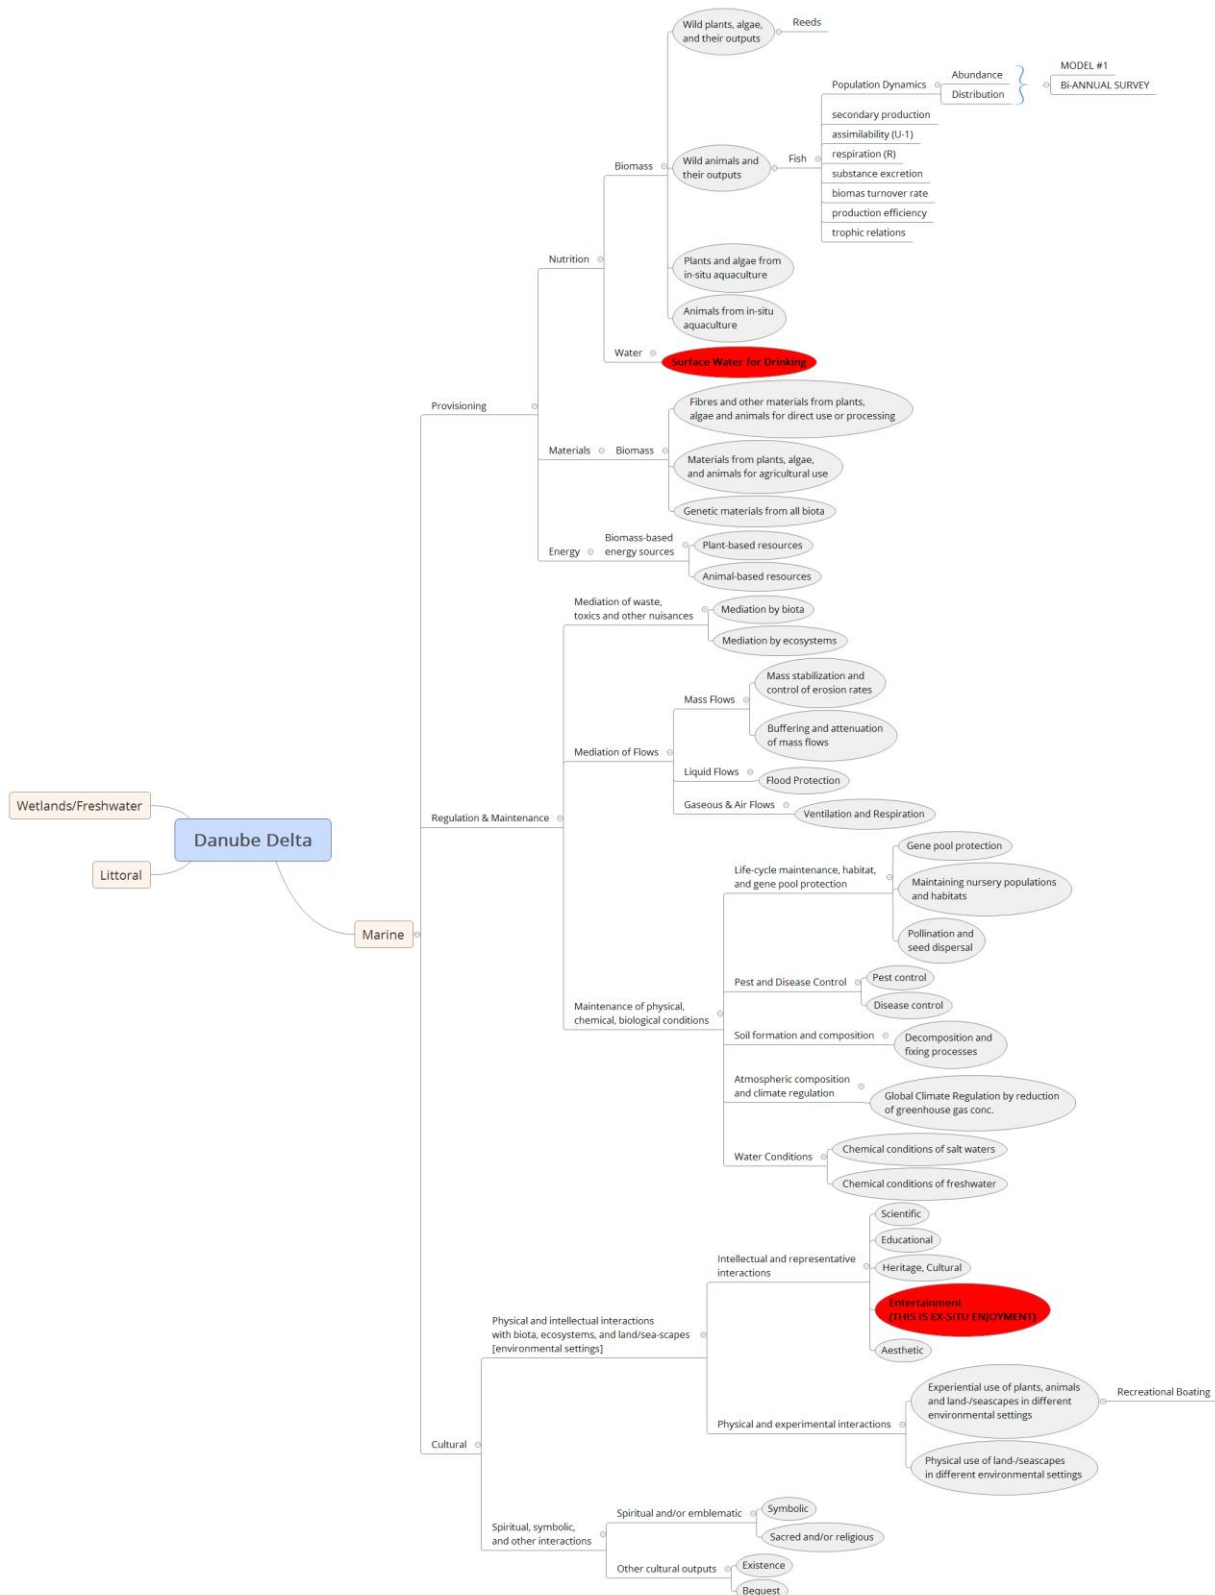 Wild plants, algae,
and their outputs
Reeds
Population Dynamics
Abundance
Distribution
MODEL #1
Bi-ANNUAL SURVEY
secondary production
assimilability (U-1)
respiration (R)
substance excretion
biomas turnover rate
production efficiency
trophic relations
Biomass
Wild animals and
their outputs
Fish
Nutrition
Plants and algae from
in-situ aquaculture
Animals from in-situ
aquaculture
Water
Surface Water for Drinking
Provisioning
Fibres and other materials from plants,
algae and animals for direct use or processing
Materials
Biomass
Materials from plants, algae,
and animals for agricultural use
Genetic materials from all biota
Energy
Biomass-based
energy sources
Plant-based resources
Animal-based resources
Mediation of waste,
toxics and other nuisances
Mediation by biota
Mediation by ecosystems
Mass Flows
Mass stabilization and
control of erosion rates
Buffering and attenuation
of mass flows
Mediation of Flows
Liquid Flows
Flood Protection
Gaseous & Air Flows
Ventilation and Respiration
Wetlands/Freshwater
Danube Delta
Littoral
Marine
Regulation & Maintenance
Life-cycle maintenance, habitat,
and gene pool protection
Gene pool protection
Maintaining nursery populations
and habitats
Pollination and
seed dispersal
Pest and Disease Control
Pest control
Disease control
Maintenance of physical,
chemical, biological conditions
Soil formation and composition
Decomposition and
fixing processes
Atmospheric composition
and climate regulation
Global Climate Regulation by reduction
of greenhouse gas conc.
Water Conditions
Chemical conditions of salt waters
Chemical conditions of freshwater
Scientific
Educational
Intellectual and representative
interactions
Heritage, Cultural
Entertainment
(THIS IS EX-SITU ENJOYMENT)
Aesthetic
Physical and intellectual interactions
with biota, ecosystems, and land/sea-scapes
[environmental settings]
Experiential use of plants, animals
and land-/seascapes in different
environmental settings
Recreational Boating
Physical and experimental interactions
Physical use of land-/seascapes
in different environmental settings
Cultural
Spiritual and/or emblematic
Symbolic
Sacred and/or religious
Spiritual, symbolic,
and other interactions
Other cultural outputs
Existence
Bequest